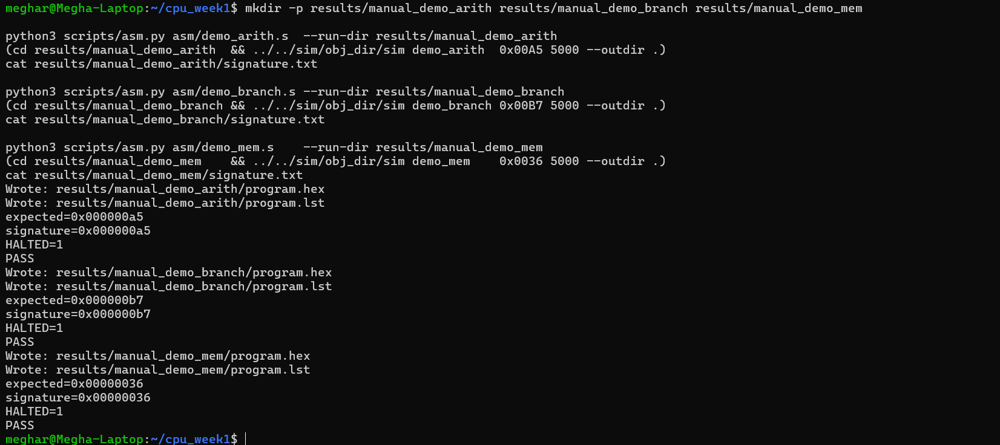 meghar@Megha-Laptop:~/cpu_week1$ mkdir -p results/manual_demo_arith results/manual_demo_branch results/manual_demo_mem
python3 scripts/asm.py asm/demo_arith.s  --run-dir results/manual_demo_arith
(cd results/manual_demo_arith  && ../../sim/obj_dir/sim demo_arith  0x00A5 5000 --outdir .)
cat results/manual_demo_arith/signature.txt
python3 scripts/asm.py asm/demo_branch.s --run-dir results/manual_demo_branch
(cd results/manual_demo_branch && ../../sim/obj_dir/sim demo_branch 0x00B7 5000 --outdir .)
cat results/manual_demo_branch/signature.txt
python3 scripts/asm.py asm/demo_mem.s    --run-dir results/manual_demo_mem
(cd results/manual_demo_mem    && ../../sim/obj_dir/sim demo_mem    0x0036 5000 --outdir .)
cat results/manual_demo_mem/signature.txt
Wrote: results/manual_demo_arith/program.hex
Wrote: results/manual_demo_arith/program.lst
expected=0x000000a5
signature=0x000000a5
HALTED=1
PASS
Wrote: results/manual_demo_branch/program.hex
Wrote: results/manual_demo_branch/program.lst
expected=0x000000b7
signature=0x000000b7
HALTED=1
PASS
Wrote: results/manual_demo_mem/program.hex
Wrote: results/manual_demo_mem/program.lst
expected=0x00000036
signature=0x00000036
HALTED=1
PASS
meghar@Megha-Laptop:~/cpu_week1$